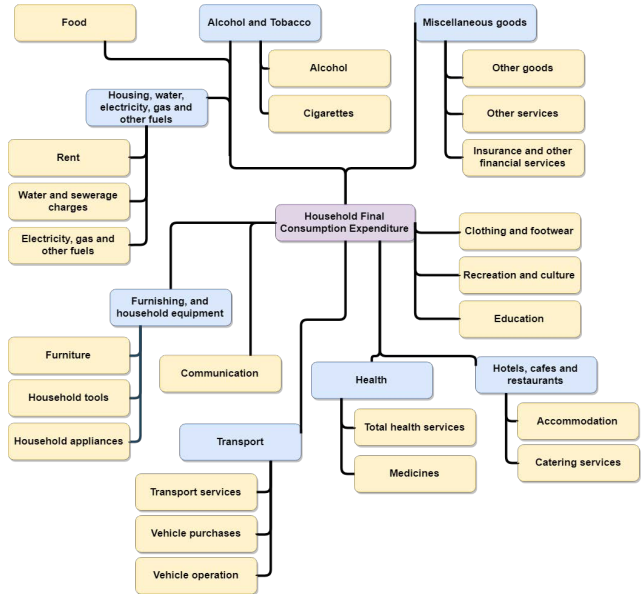 Food
Alcohol and Tobacco
Miscellaneous goods
Alcohol
Other goods
Housing, water,
electricity, gas and
other fuels
Cigarettes
Other services
Rent
Insurance and other
financial services
Water and sewerage
charges
Household Final
Consumption Expenditure
Clothing and footwear
Electricity, gas and
other fuels
Recreation and culture
Furnishing, and
household equipment
Education
Furniture
Communication
Health
Hotels, cafes and
restaurants
Household tools
Household appliances
Transport
Total health services
Accommodation
Medicines
Catering services
Transport services
Vehicle purchases
Vehicle operation